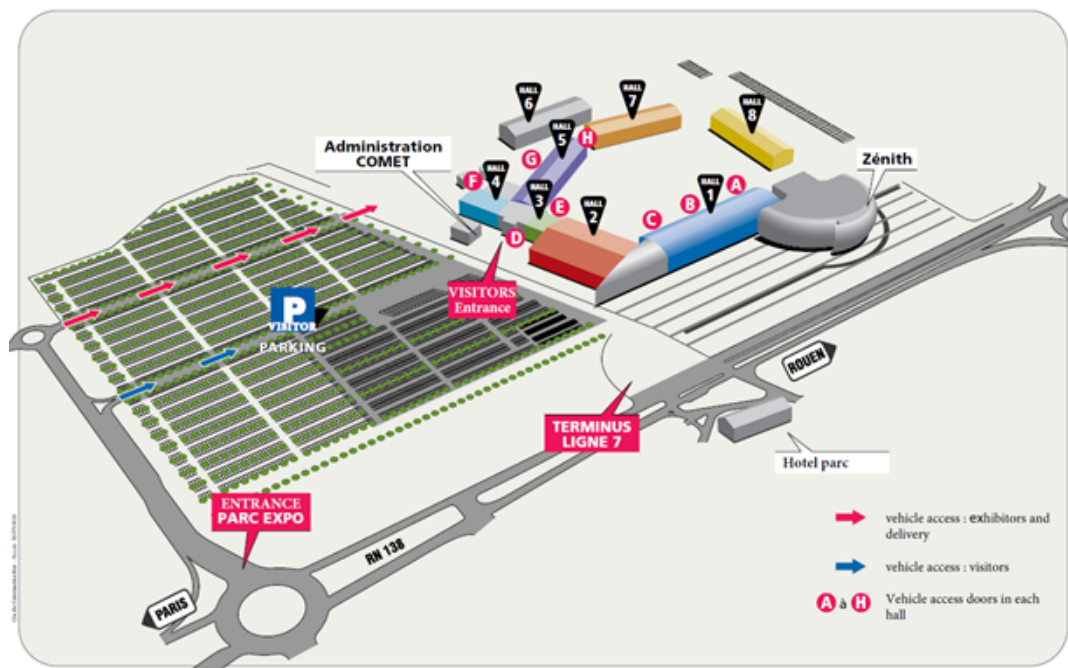 HALL
6
HALL
7
HALL
8
HALL
5
H
Administration
COMET
G
Zénith
F
HALL
4
HALL
3
E
HALL
2
HALL
1
A
B
C
D
VISITORS
Entrance
P
VISITOR
PARKING
ROUEN
TERMINUS
LIGNE 7
Hotel parc
ENTRANCE
PARC EXPO
RN 138
PARIS
vehicle access : exhibitors and
delivery
vehicle access : visitors
A à H Vehicle access doors in each
hall